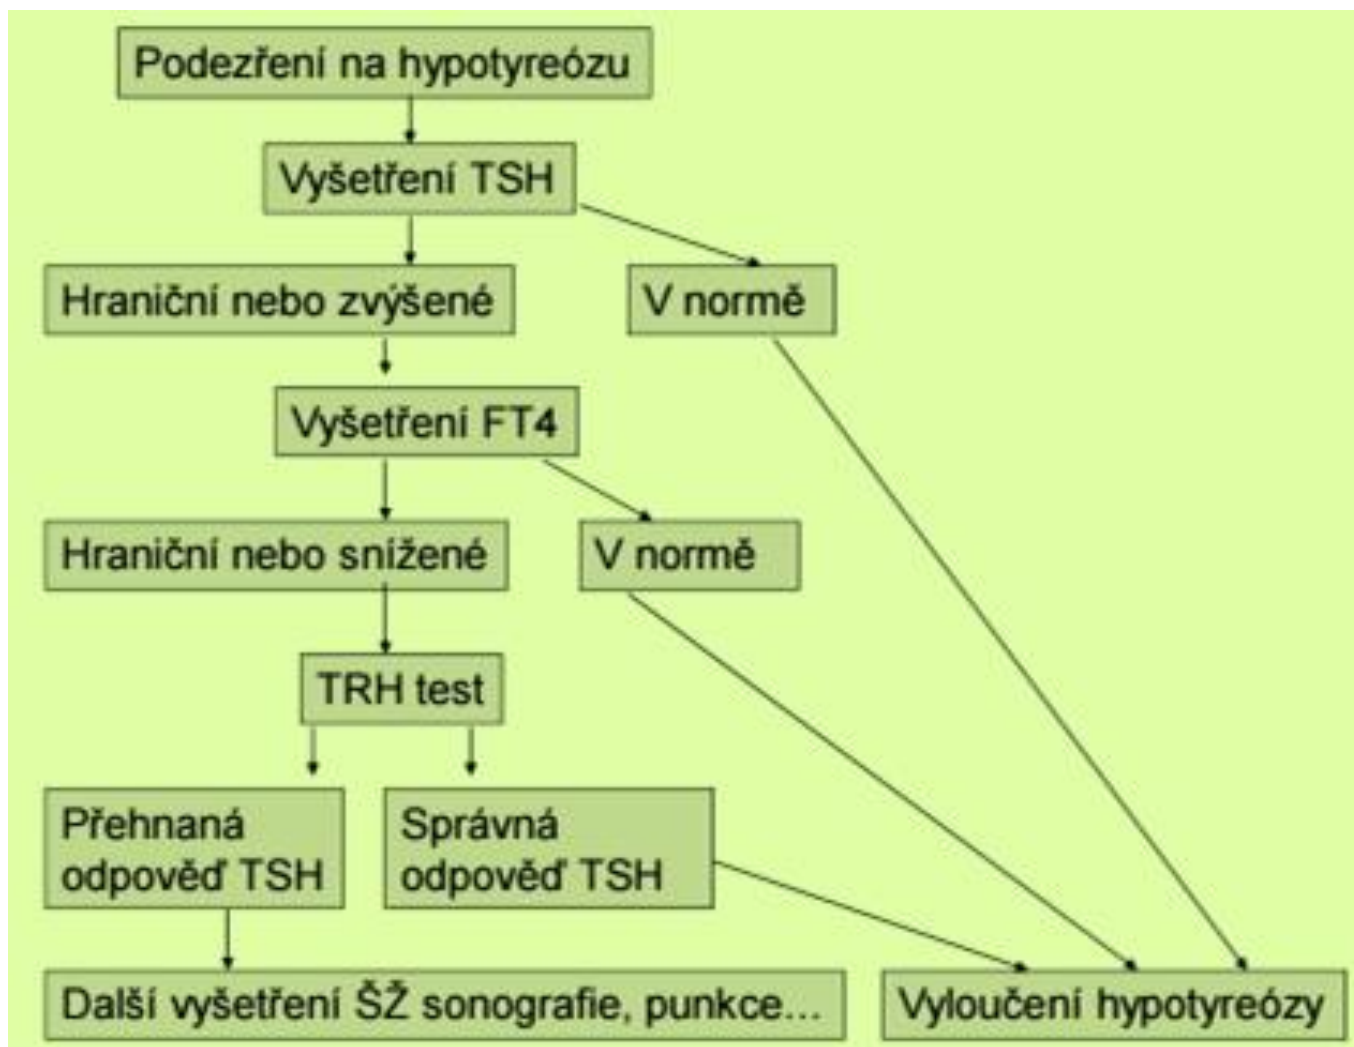 Podezření na hypotyreózu
Vyšetření TSH
Hraniční nebo zvýšené
V normě
Vyšetření FT4
Hraniční nebo snížené
V normě
TRH test
Přehnaná
odpověď TSH
Správná
odpověď TSH
Další vyšetření ŠŽ sonografie, punkce...
Vyloučení hypotyreózy